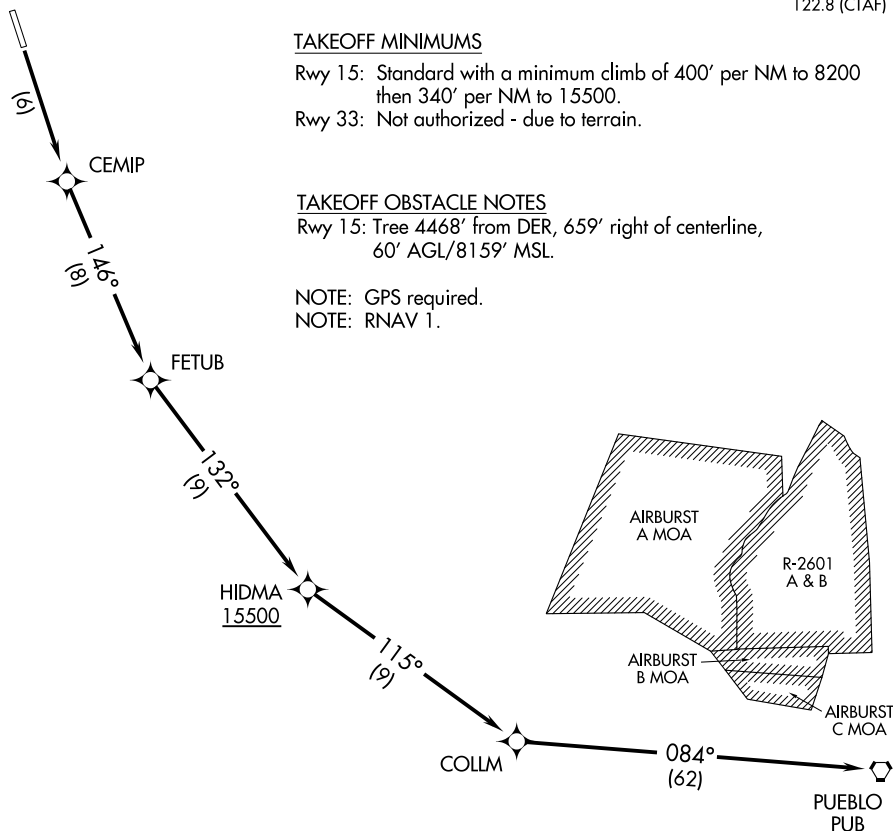 122.8 (CTAF)
TAKEOFF MINIMUMS
Rwy 15: Standard with a minimum climb of 400' per NM to 8200
then 340' per NM to 15500.
Rwy 33: Not authorized - due to terrain.
(6)
CEMIP
TAKEOFF OBSTACLE NOTES
Rwy 15: Tree 4468' from DER, 659' right of centerline,
60' AGL/8159' MSL.
146°
(8)
NOTE: GPS required.
NOTE: RNAV 1.
FETUB
132°
(9)
AIRBURST
A MOA
R-2601
A & B
HIDMA
15500
115°
(9)
AIRBURST
B MOA
AIRBURST
C MOA
COLLM
084°
(62)
PUEBLO
PUB